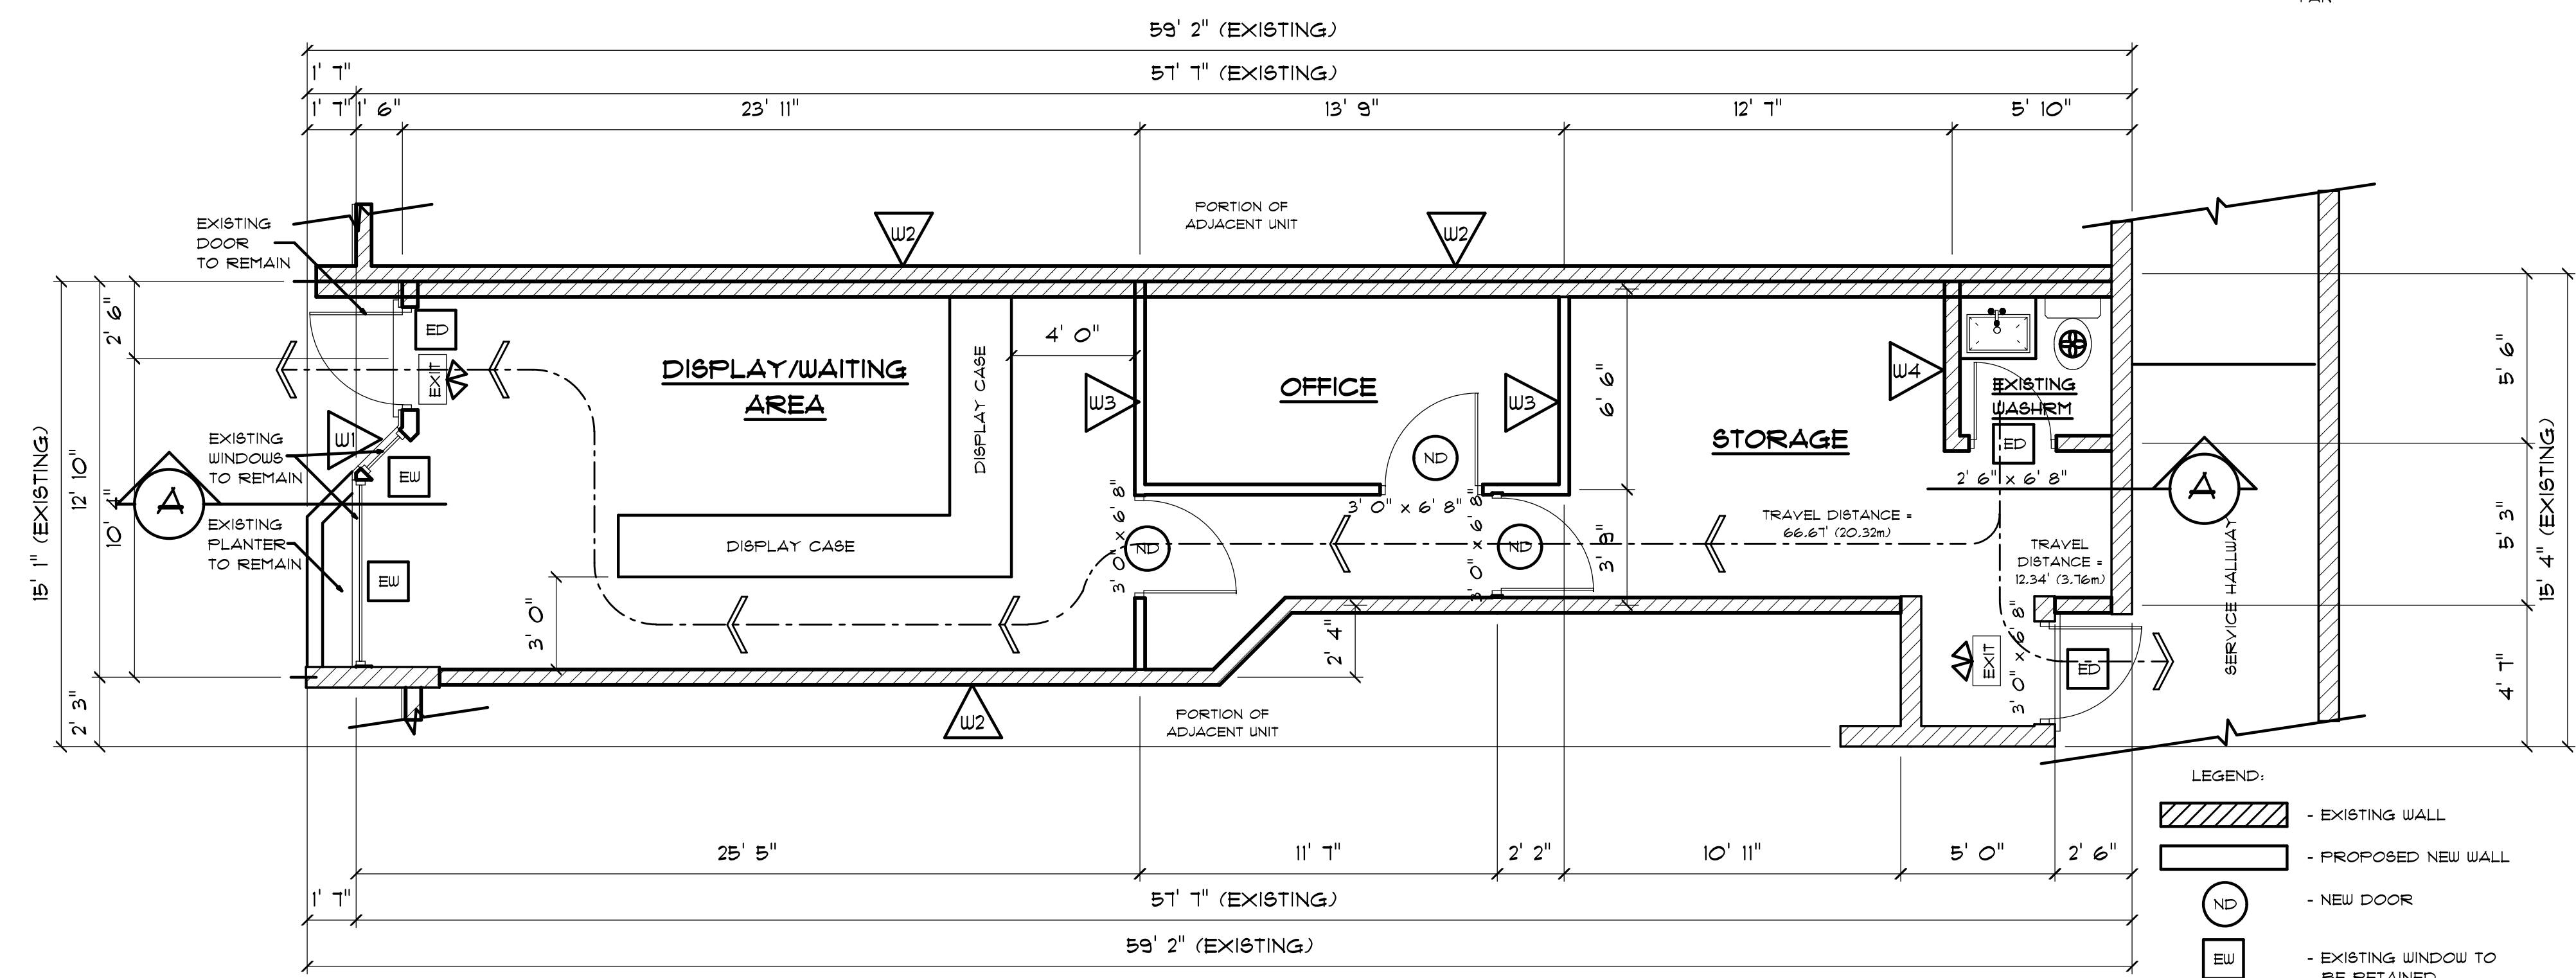 59' 2" (EXISTING)
1' 7"
57' 7" (EXISTING)
1' 7"
1' 6"
23' 11"
13' 9"
12' 7"
5' 10"
EXISTING
DOOR
TO REMAIN
W2
PORTION OF
ADJACENT UNIT
W2
2' 6"
ED
EXIT
DISPLAY/WAITING
AREA
DISPLAY CASE
4' 0"
W3
OFFICE
W3
6' 6"
W4
EXISTING
WASHRM
ED
2' 6" x 6' 8"
5' 6"
W1
EXISTING
WINDOWS
TO REMAIN
EW
A
15' 1" (EXISTING)
12' 10"
10' 4"
EXISTING
PLANTER
TO REMAIN
EW
DISPLAY CASE
3' 0"
ND
3' 0" x 6' 8"
STORAGE
3' 0" x 6' 8"
ND
3' 0" x 6' 8"
ND
3' 9"
TRAVEL DISTANCE =
66.67' (20.32m)
TRAVEL
DISTANCE =
12.34' (3.76m)
A
SERVICE HALLWAY
5' 3"
15' 4" (EXISTING)
2' 4"
EXIT
3' 0" x 6' 8"
ED
4' 7"
2' 3"
W2
PORTION OF
ADJACENT UNIT
25' 5"
11' 7"
2' 2"
10' 11"
5' 0"
2' 6"
1' 7"
57' 7" (EXISTING)
59' 2" (EXISTING)
LEGEND:
- EXISTING WALL
- PROPOSED NEW WALL
ND
- NEW DOOR
EW
- EXISTING WINDOW TO
BE RETAINED